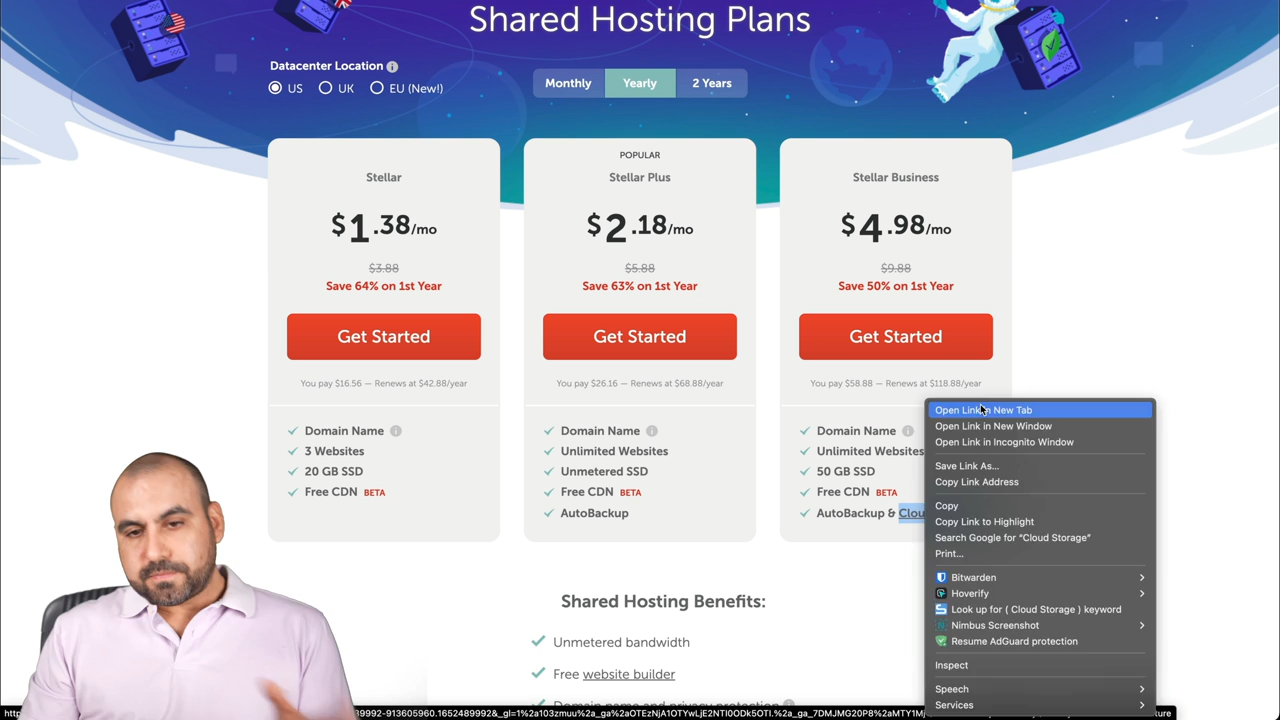 Shared Hosting Plans
Datacenter Location
US
UK
EU (New!)
Monthly
Yearly
2 Years
Stellar
$1.38/mo
$3.88
Save 64% on 1st Year
Get Started
You pay $16.56 — Renews at $42.88/year
Domain Name
3 Websites
20 GB SSD
Free CDN BETA
POPULAR
Stellar Plus
$2.18/mo
$5.88
Save 63% on 1st Year
Get Started
You pay $26.16 — Renews at $68.88/year
Domain Name
Unlimited Websites
Unmetered SSD
Free CDN BETA
AutoBackup
Stellar Business
$4.98/mo
$9.88
Save 50% on 1st Year
Get Started
You pay $58.88 — Renews at $118.88/year
Domain Name
Unlimited Websites
50 GB SSD
Free CDN BETA
AutoBackup & Clou
Open Link in New Tab
Open Link in New Window
Open Link in Incognito Window
Save Link As...
Copy Link Address
Copy
Copy Link to Highlight
Search Google for “Cloud Storage”
Print...
Bitwarden
Hoverify
Look up for ( Cloud Storage ) keyword
Nimbus Screenshot
Resume AdGuard protection
Inspect
Speech
Services
Shared Hosting Benefits:
Unmetered bandwidth
Free website builder
Domain name and privacy protection